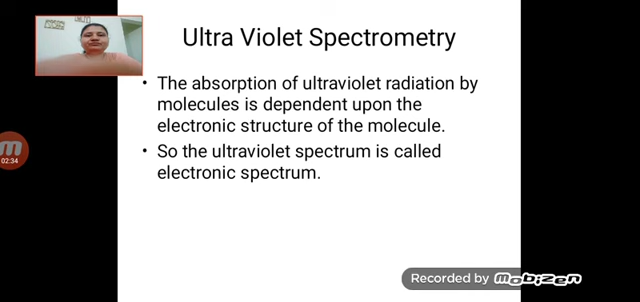 Ultra Violet Spectrometry
• The absorption of ultraviolet radiation by
molecules is dependent upon the
electronic structure of the molecule.
• So the ultraviolet spectrum is called
electronic spectrum.
02:34
Recorded by mobizen